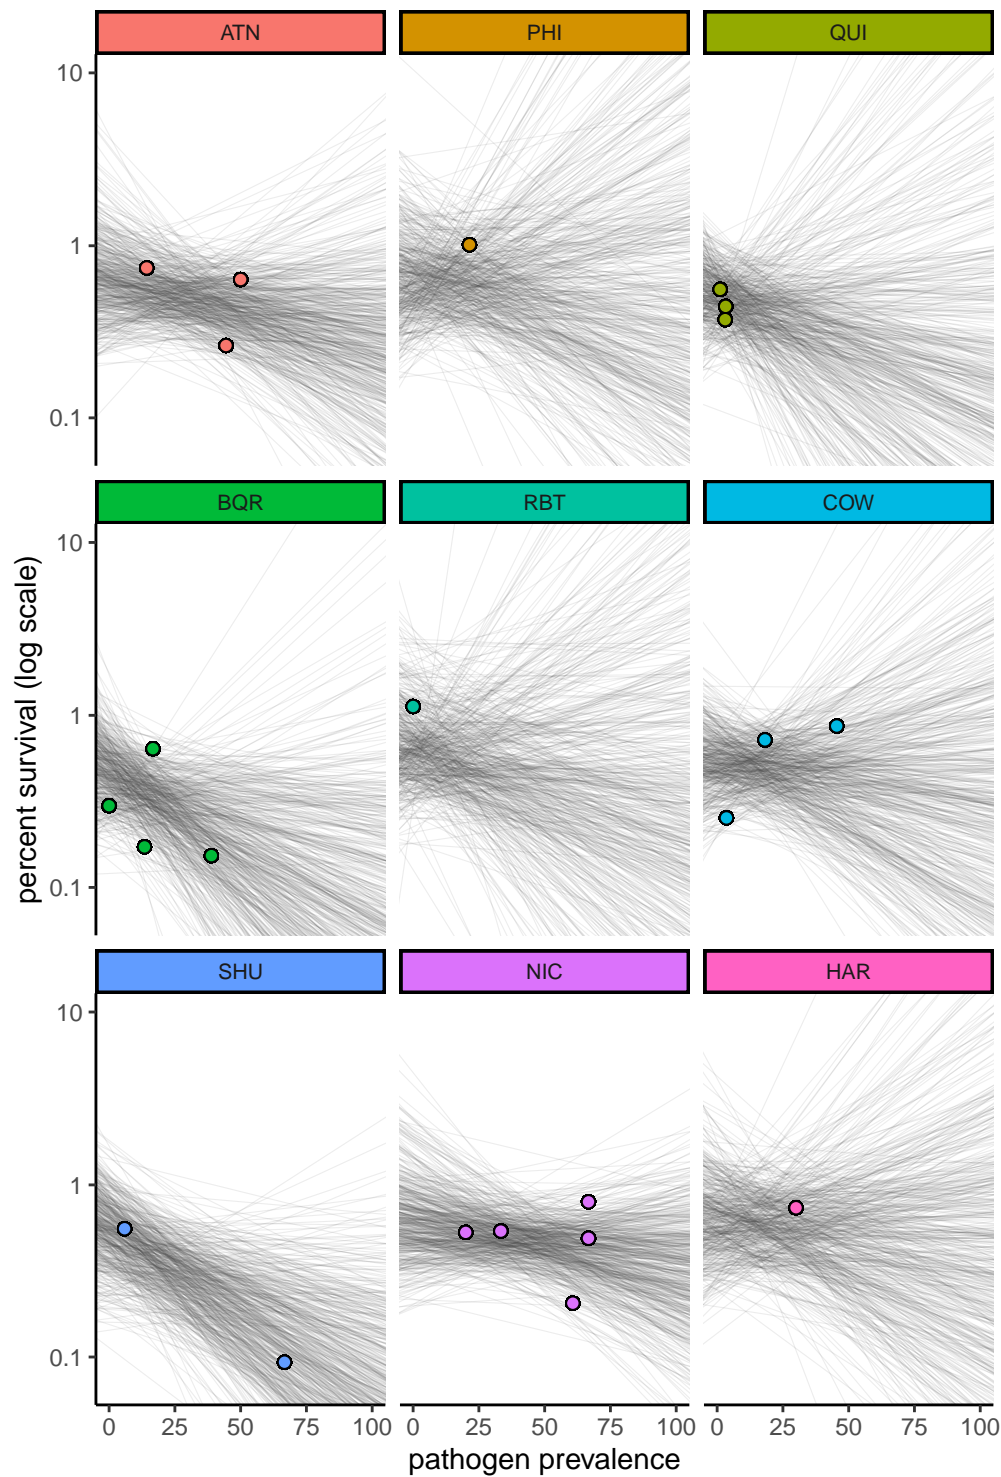 ATN PHI QUI
10
1
0.1
BQR RBT COW
10
1
0.1
percent survival (log scale)
SHU NIC HAR
10
1
0.1
0 25 50 75 100 0 25 50 75 100 0 25 50 75 100
pathogen prevalence